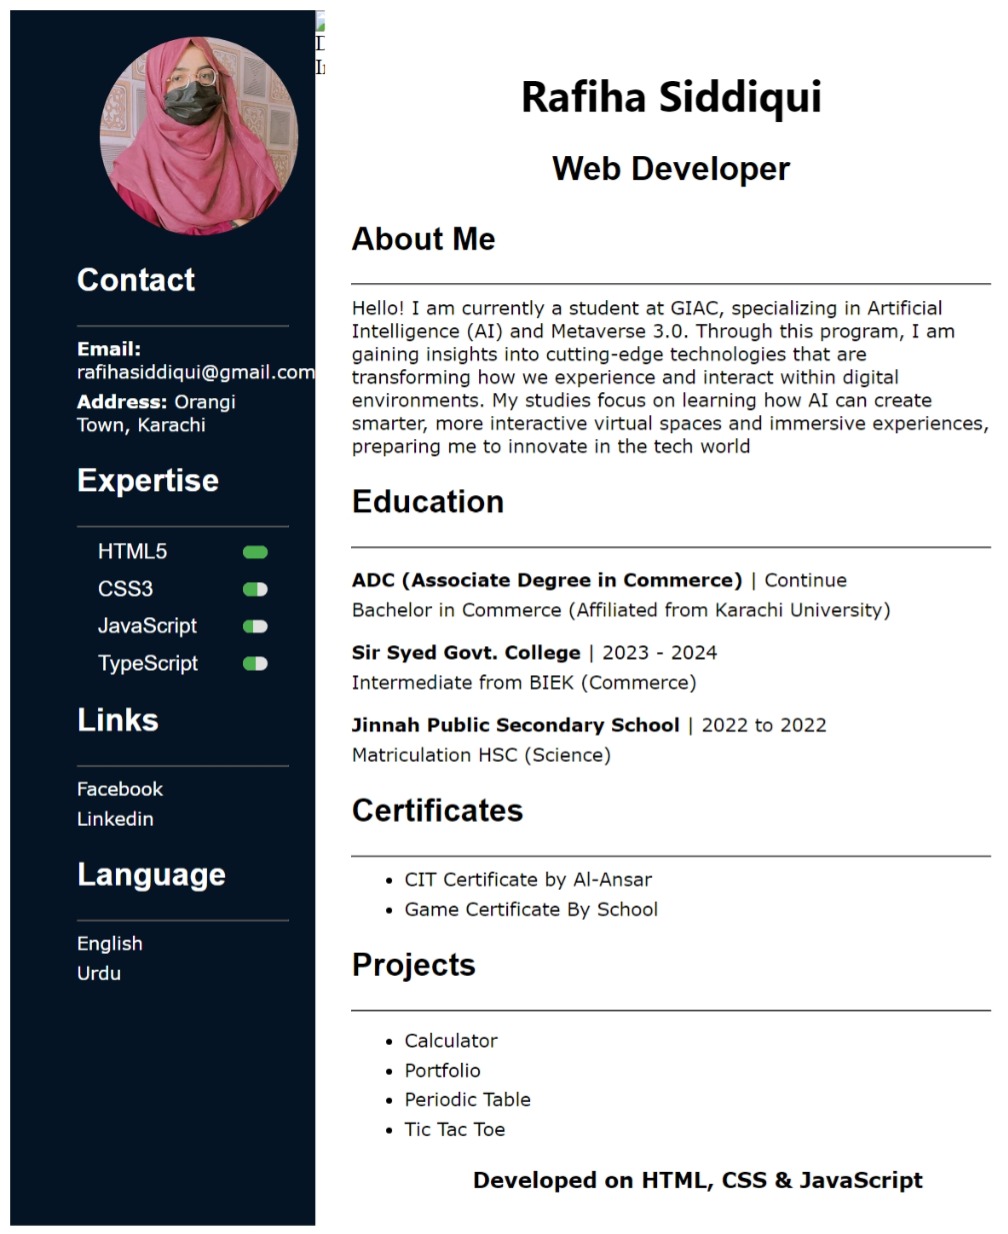 Contact
Email:
rafihasiddiqui@gmail.com
Address: Orangi
Town, Karachi
Expertise
HTML5
CSS3
JavaScript
TypeScript
Links
Facebook
Linkedin
Language
English
Urdu
Rafiha Siddiqui
Web Developer
About Me
Hello! I am currently a student at GIAC, specializing in Artificial
Intelligence (AI) and Metaverse 3.0. Through this program, I am
gaining insights into cutting-edge technologies that are
transforming how we experience and interact within digital
environments. My studies focus on learning how AI can create
smarter, more interactive virtual spaces and immersive experiences,
preparing me to innovate in the tech world
Education
ADC (Associate Degree in Commerce) | Continue
Bachelor in Commerce (Affiliated from Karachi University)
Sir Syed Govt. College | 2023 - 2024
Intermediate from BIEK (Commerce)
Jinnah Public Secondary School | 2022 to 2022
Matriculation HSC (Science)
Certificates
• CIT Certificate by Al-Ansar
• Game Certificate By School
Projects
• Calculator
• Portfolio
• Periodic Table
• Tic Tac Toe
Developed on HTML, CSS & JavaScript